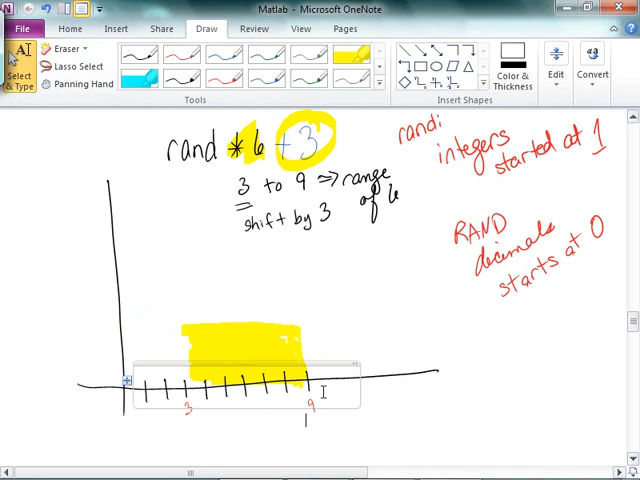 Matlab - Microsoft OneNote
File
Home
Insert
Share
Draw
Review
View
Select
& Type
Eraser
Lasso Select
Panning Hand
Color &
Thickness
Edit
Convert
Tools
Insert Shapes
rand * 6 + 3
3 to 9 ⇒ range
of 6
shift by 3
randi
integers
started at 1
RAND
decimals
starts at 0
3
9